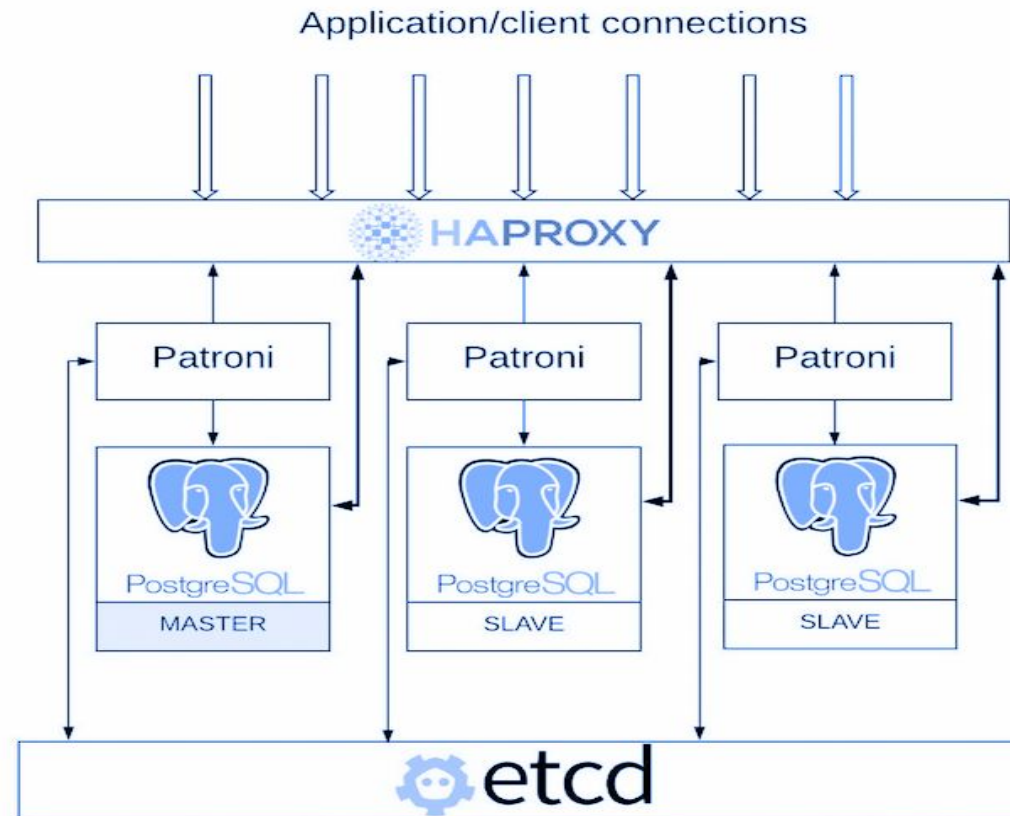 Application/client connections
HAPROXY
Patroni
Patroni
Patroni
PostgreSQL
PostgreSQL
PostgreSQL
MASTER
SLAVE
SLAVE
etcd